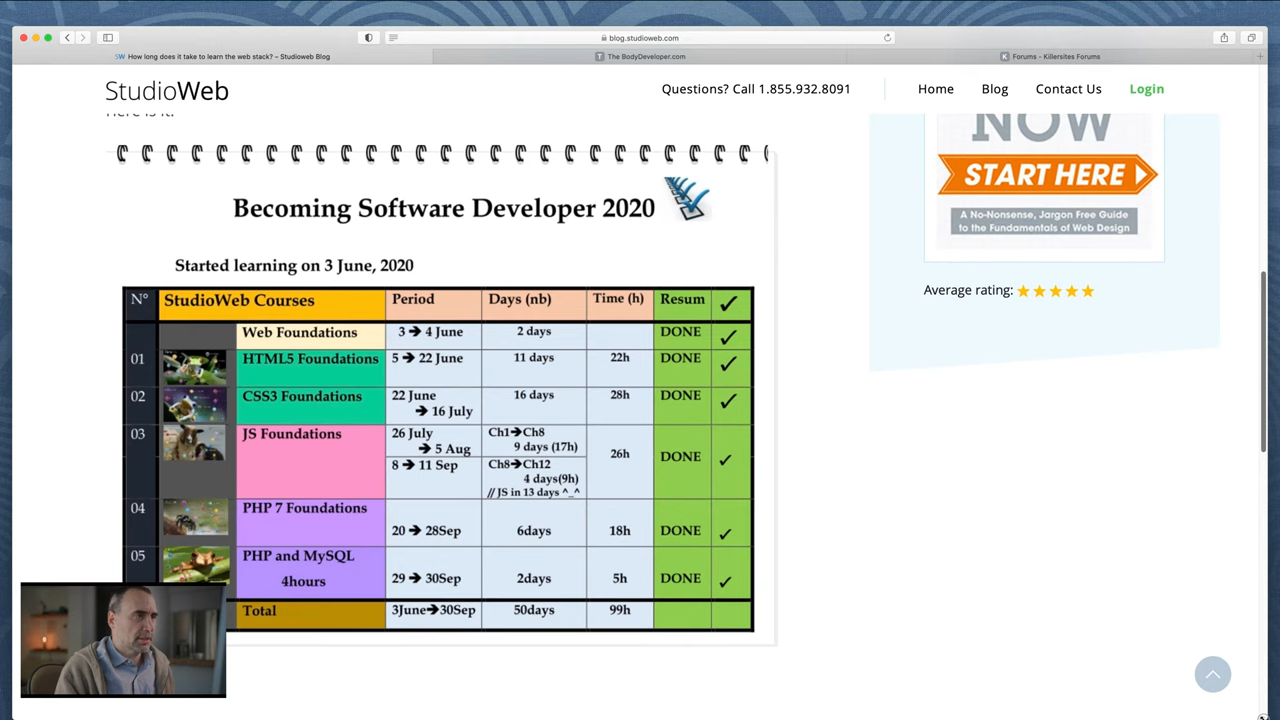 blog.studioweb.com
SW How long does it take to learn the web stack? – Studioweb Blog
T The BodyDeveloper.com
K Forums - Killersites Forums
StudioWeb
Questions? Call 1.855.932.8091
Home
Blog
Contact Us
Login
NOW
START HERE
A No-Nonsense, Jargon Free Guide
to the Fundamentals of Web Design
Average rating:
Becoming Software Developer 2020
Started learning on 3 June, 2020
N° StudioWeb Courses Period Days (nb) Time (h) Resum ✓
Web Foundations 3 ➔ 4 June 2 days DONE ✓
01 HTML5 Foundations 5 ➔ 22 June 11 days 22h DONE ✓
02 CSS3 Foundations 22 June 16 days 28h DONE ✓
➔ 16 July
03 JS Foundations 26 July Ch1➔Ch8
➔ 5 Aug 9 days (17h)
26h DONE ✓
8 ➔ 11 Sep Ch8➔Ch12
4 days(9h)
// JS in 13 days ^_^
04 PHP 7 Foundations
20 ➔ 28Sep 6days 18h DONE ✓
05 PHP and MySQL
4hours 29 ➔ 30Sep 2days 5h DONE ✓
Total 3June➔30Sep 50days 99h